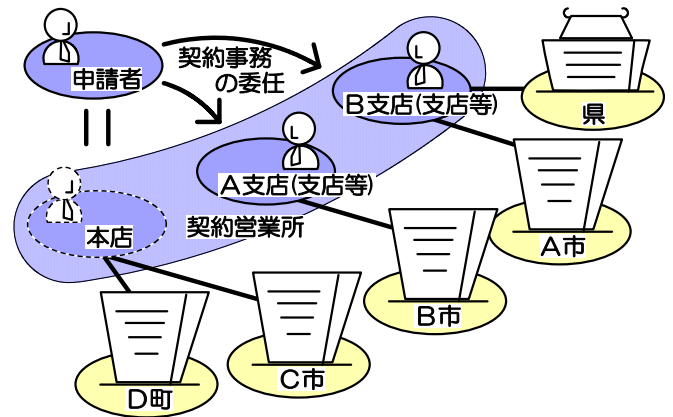 申請者
契約事務
の委任
B支店(支店等)
県
A支店(支店等)
契約営業所
本店
A市
B市
C市
D町